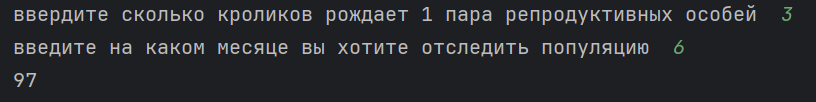 ввердите сколько кроликов рождает 1 пара репродуктивных особей 3
введите на каком месяце вы хотите отследить популяцию 6
97